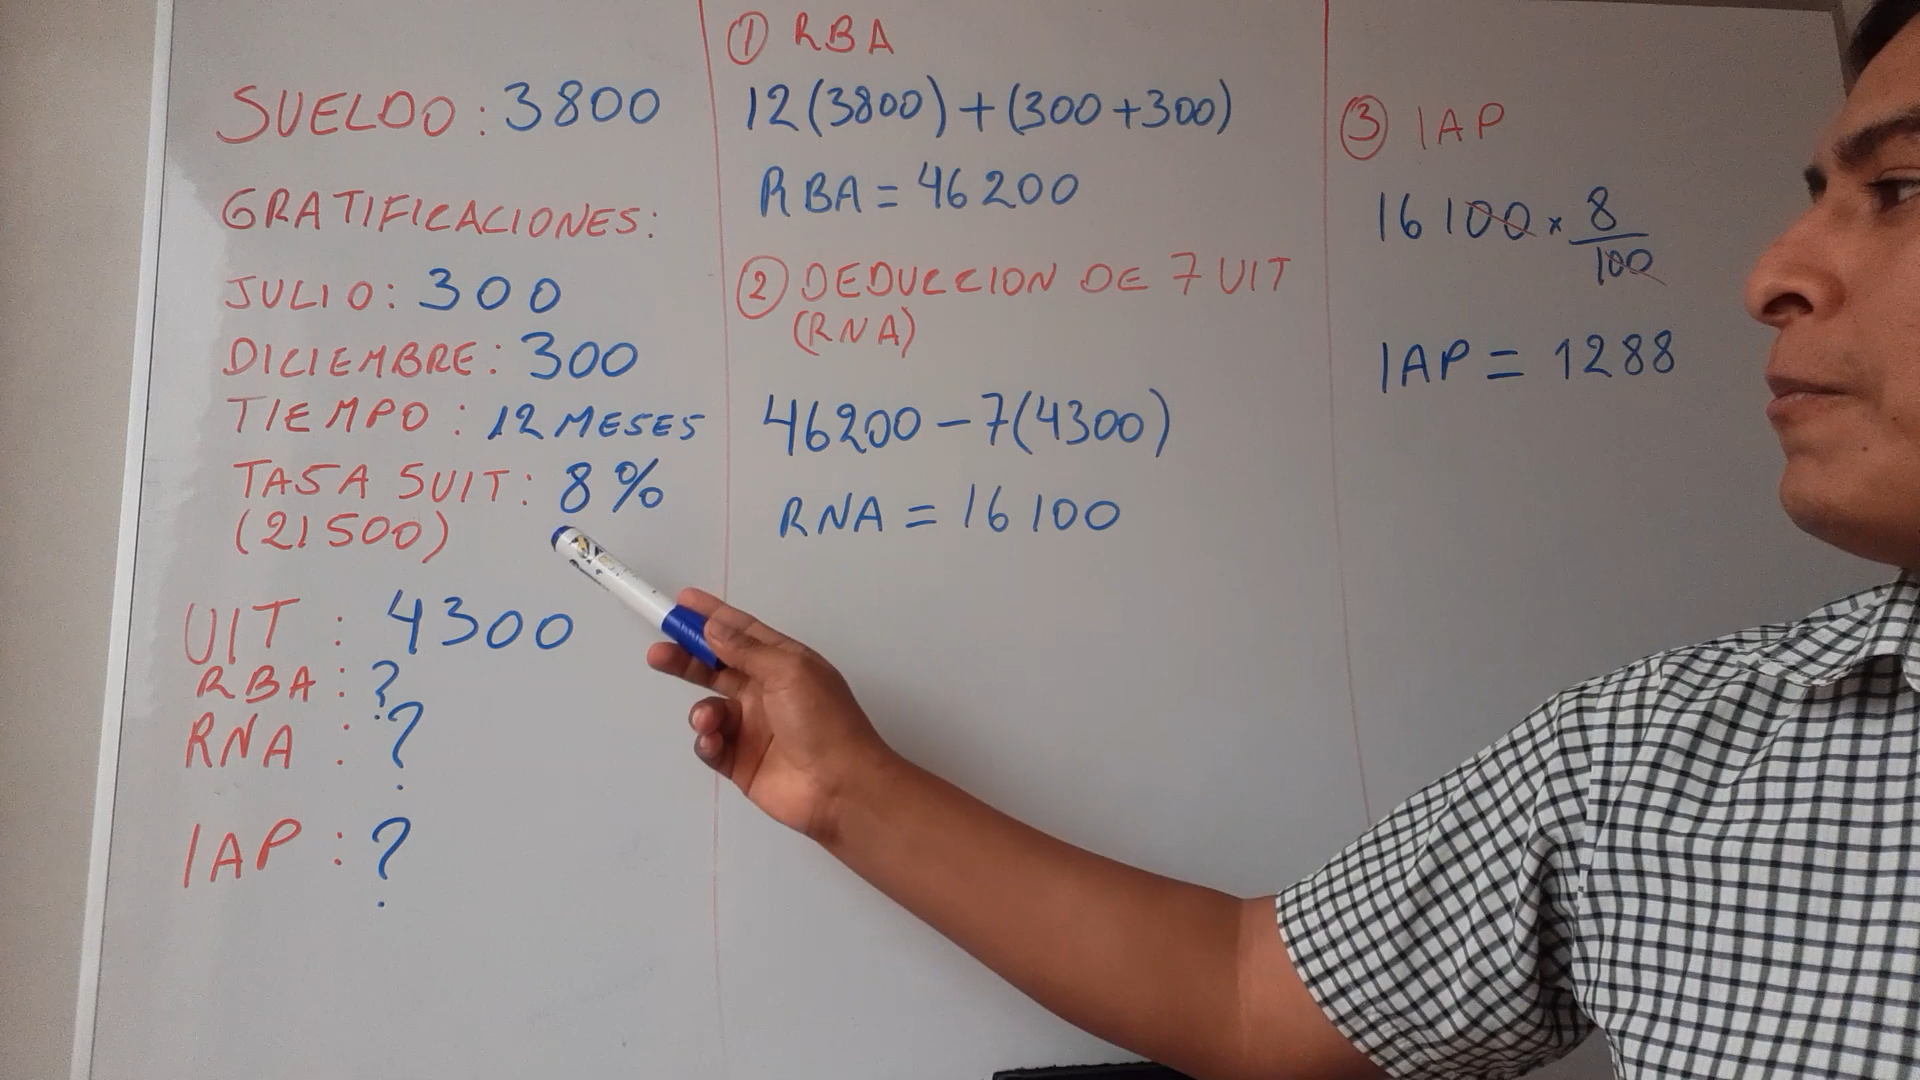 SUELDO : 3800
GRATIFICACIONES:
JULIO: 300
DICIEMBRE: 300
TIEMPO : 12 MESES
TASA 5UIT: 8%
(21500)
UIT : 4300
RBA : ?
RNA : ?
IAP : ?
① RBA
12(3800)+(300+300)
RBA = 46200
② DEDUCCION DE 7 UIT
(RNA)
46200 - 7(4300)
RNA = 16100
③ IAP
16100 x 8
100
IAP = 1288